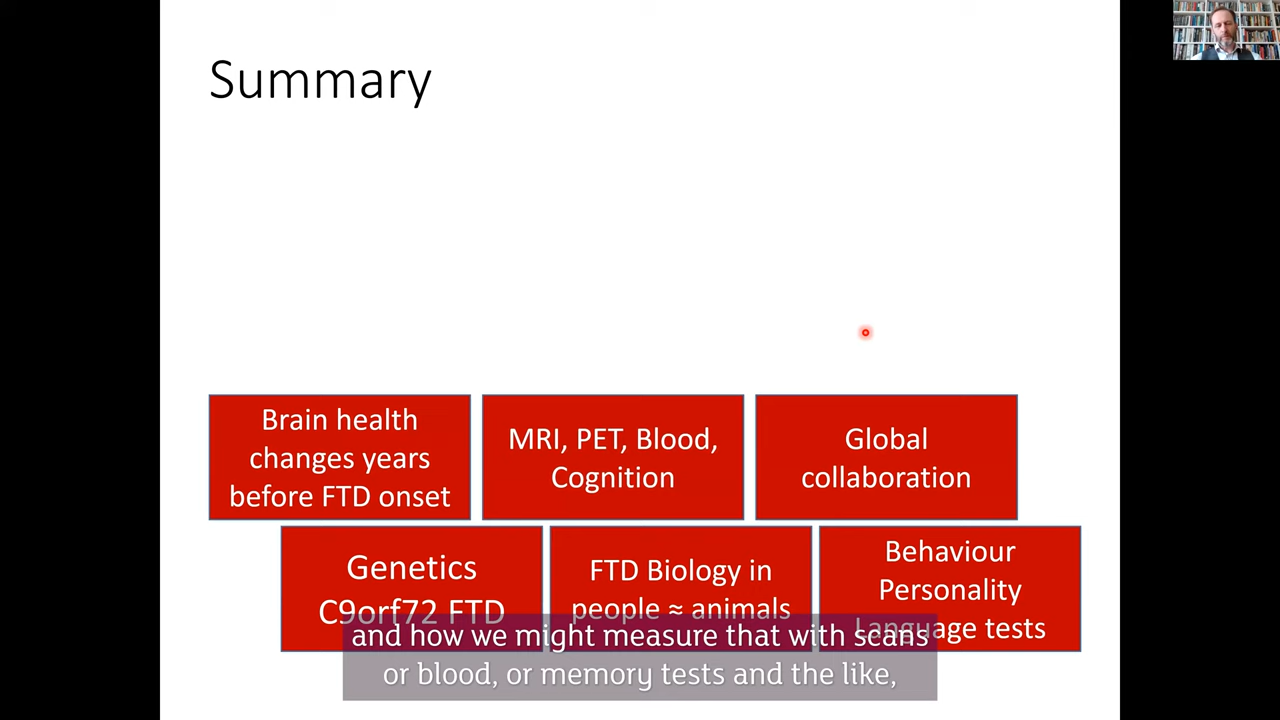 Summary
Brain health
changes years
before FTD onset
MRI, PET, Blood,
Cognition
Global
collaboration
Genetics
C9orf72 FTD
FTD Biology in
people ≈ animals
Behaviour
Personality
Language tests
and how we might measure that with scans
or blood, or memory tests and the like,